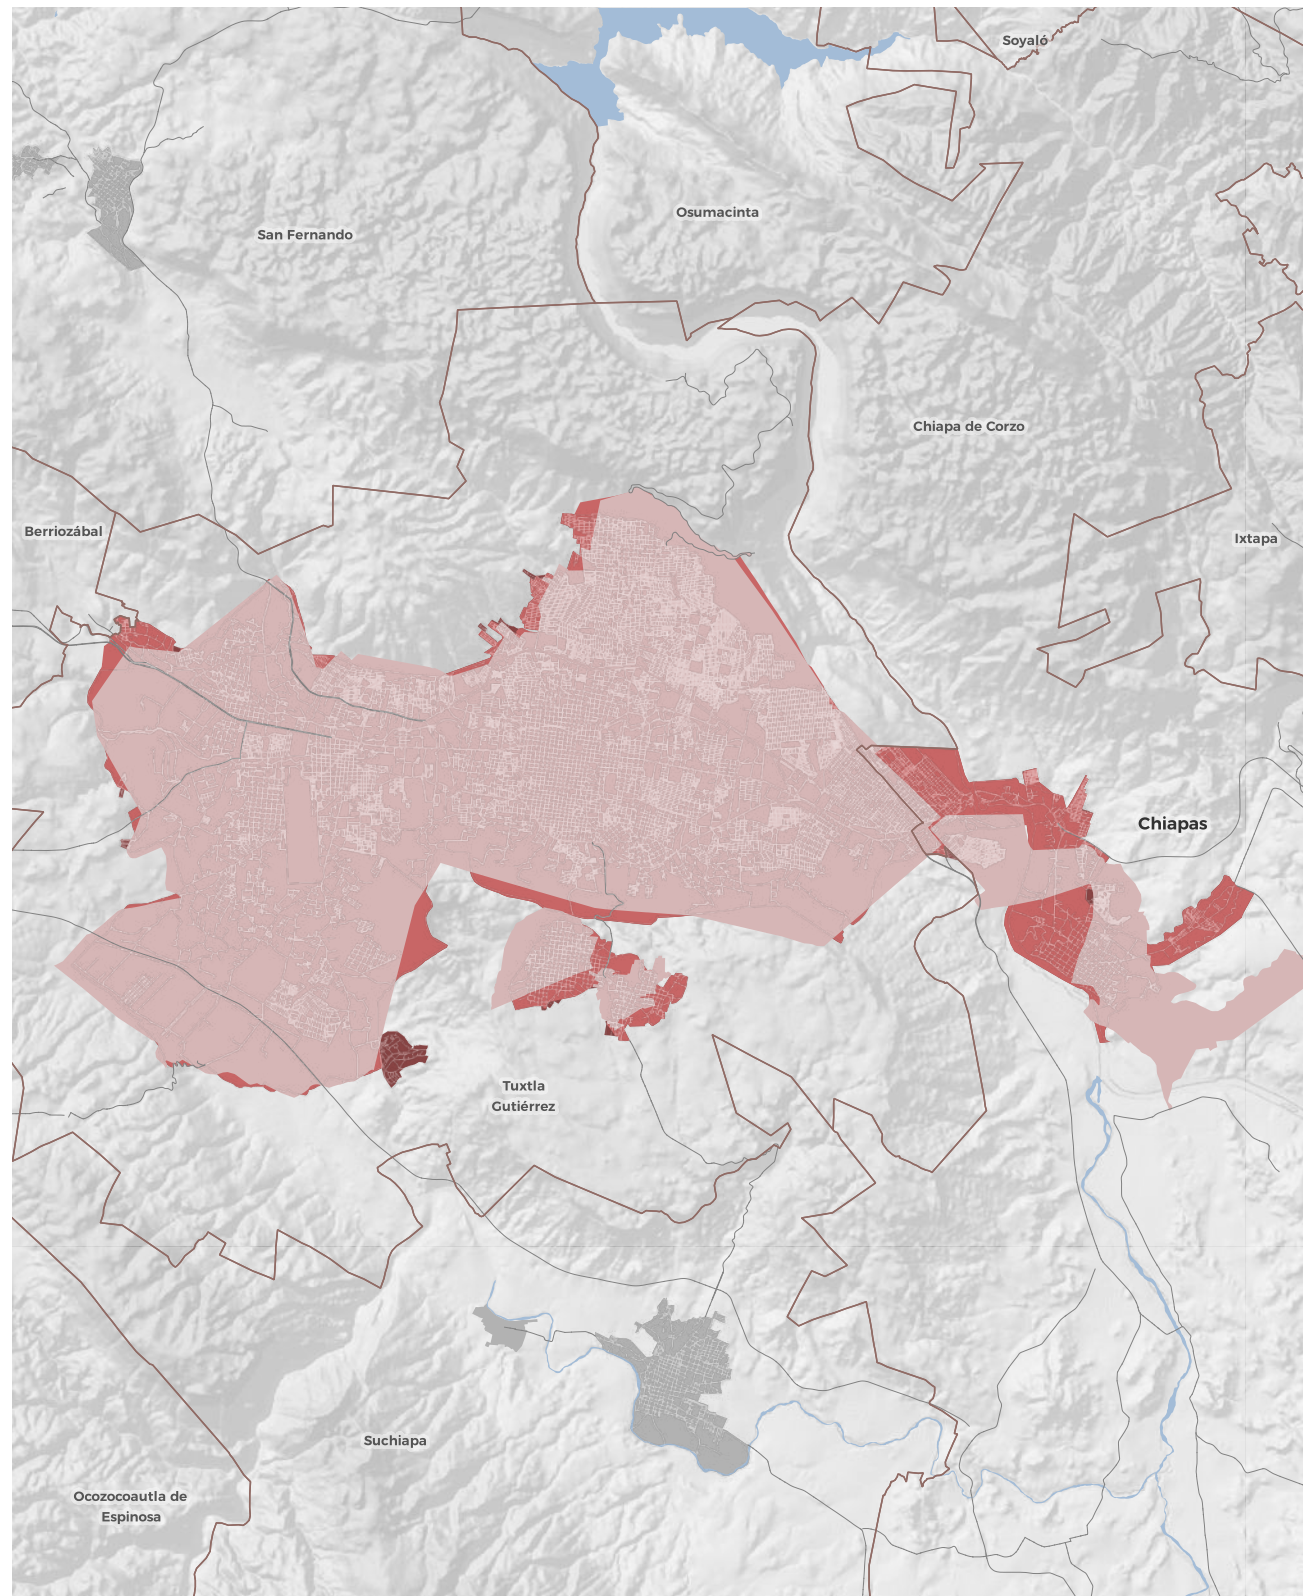 Soyaló
Osumacinta
San Fernando
Chiapa de Corzo
Berriozábal
Ixtapa
Chiapas
Tuxtla
Gutiérrez
Suchiapa
Ocozocoautla de
Espinosa